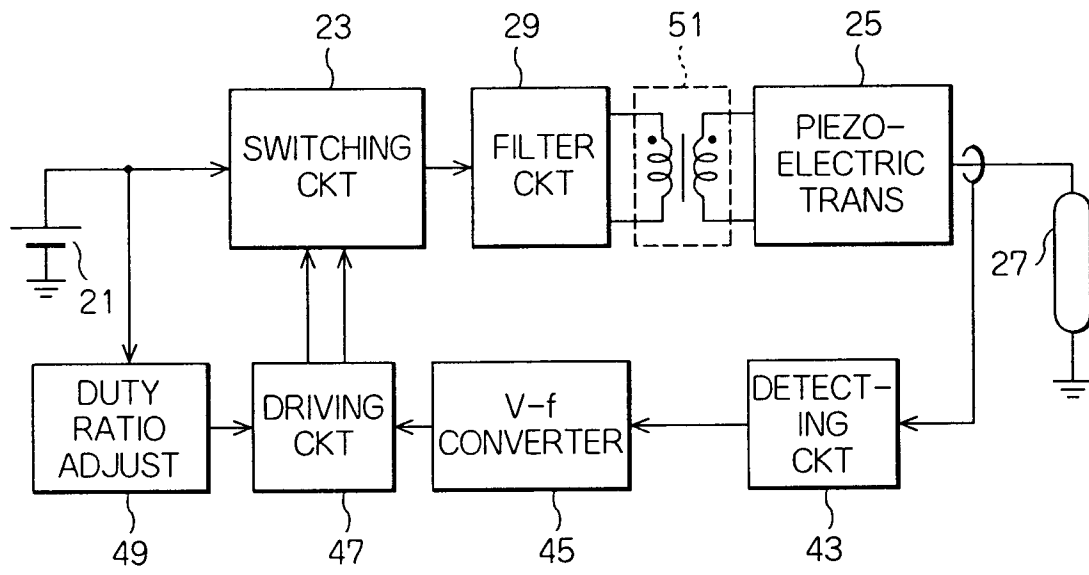 23
29
51
25
SWITCHING
CKT
FILTER
CKT
PIEZO-
ELECTRIC
TRANS
21
27
DUTY
RATIO
ADJUST
DRIVING
CKT
V-f
CONVERTER
DETECT-
ING
CKT
49
47
45
43